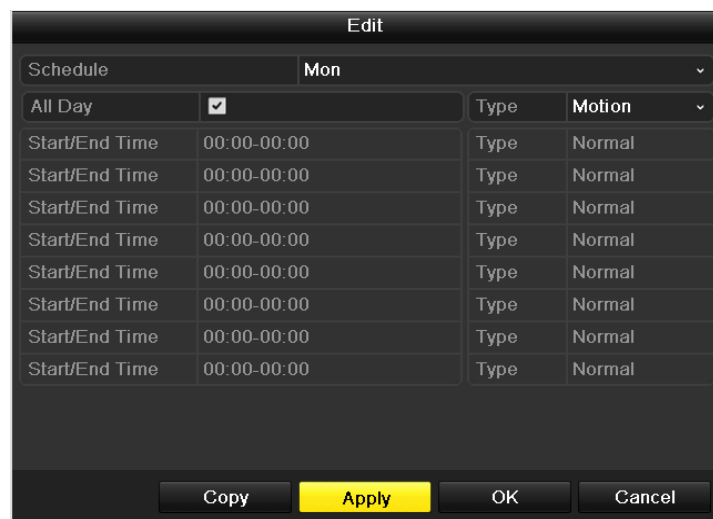 Edit
Schedule Mon
All Day Type Motion
Start/End Time 00:00-00:00 Type Normal
Start/End Time 00:00-00:00 Type Normal
Start/End Time 00:00-00:00 Type Normal
Start/End Time 00:00-00:00 Type Normal
Start/End Time 00:00-00:00 Type Normal
Start/End Time 00:00-00:00 Type Normal
Start/End Time 00:00-00:00 Type Normal
Start/End Time 00:00-00:00 Type Normal
Copy Apply OK Cancel